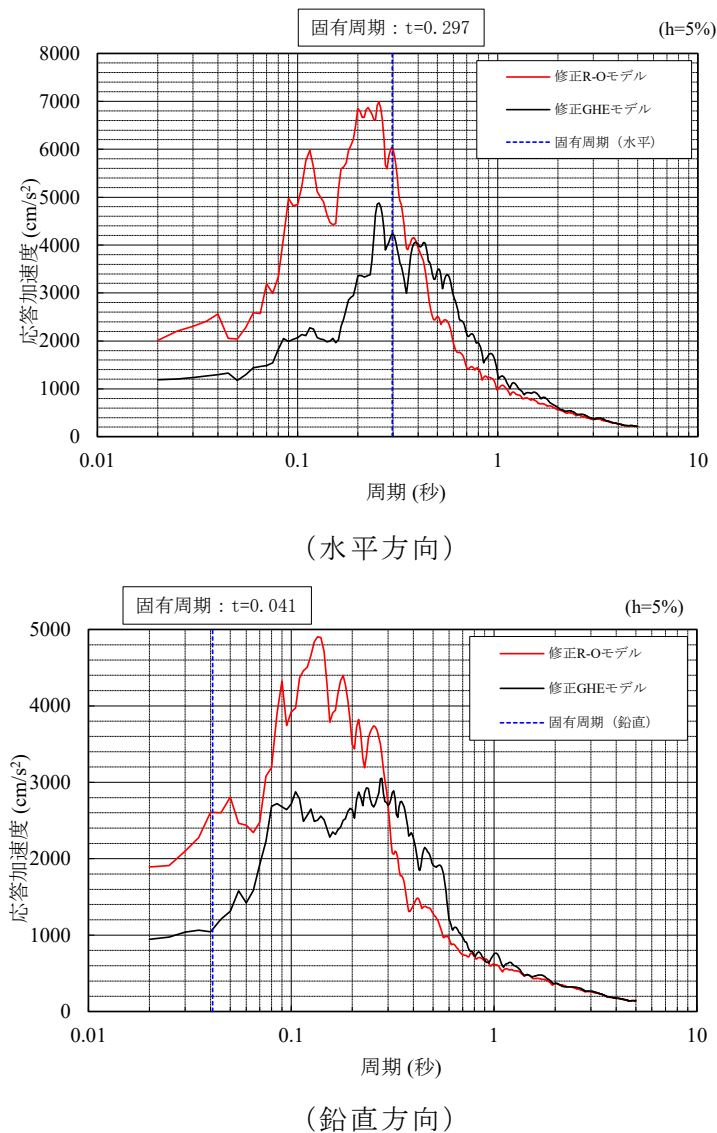 固有周期：t=0.297
(h=5%)
8000
7000
6000
5000
4000
3000
2000
1000
0
応答加速度 (cm/s²)
修正R-Oモデル
修正GHEモデル
固有周期（水平）
0.01
0.1
1
10
周期 (秒)
（水平方向）
固有周期：t=0.041
(h=5%)
5000
4000
3000
2000
1000
0
応答加速度 (cm/s²)
修正R-Oモデル
修正GHEモデル
固有周期（鉛直）
0.01
0.1
1
10
周期 (秒)
（鉛直方向）